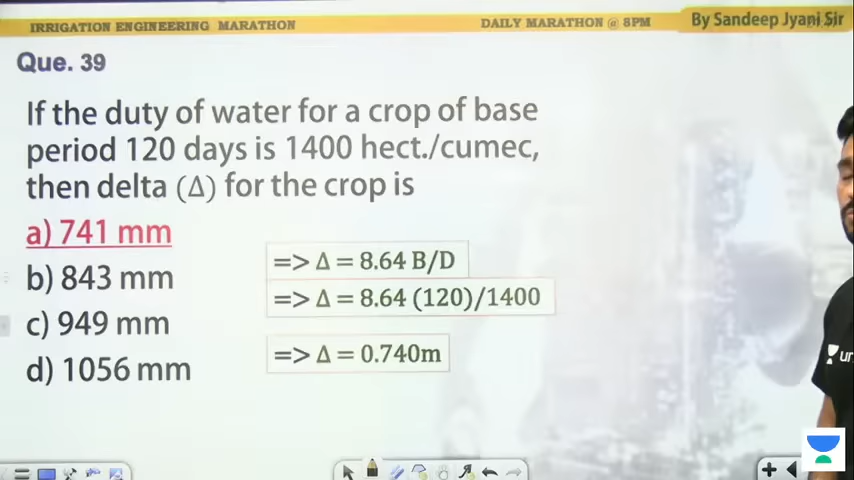 IRRIGATION ENGINEERING MARATHON
DAILY MARATHON @ 8PM
By Sandeep Jyani Sir
Que. 39
If the duty of water for a crop of base
period 120 days is 1400 hect./cumec,
then delta (Δ) for the crop is
a) 741 mm
b) 843 mm
c) 949 mm
d) 1056 mm
=> Δ = 8.64 B/D
=> Δ = 8.64 (120)/1400
=> Δ = 0.740m
un